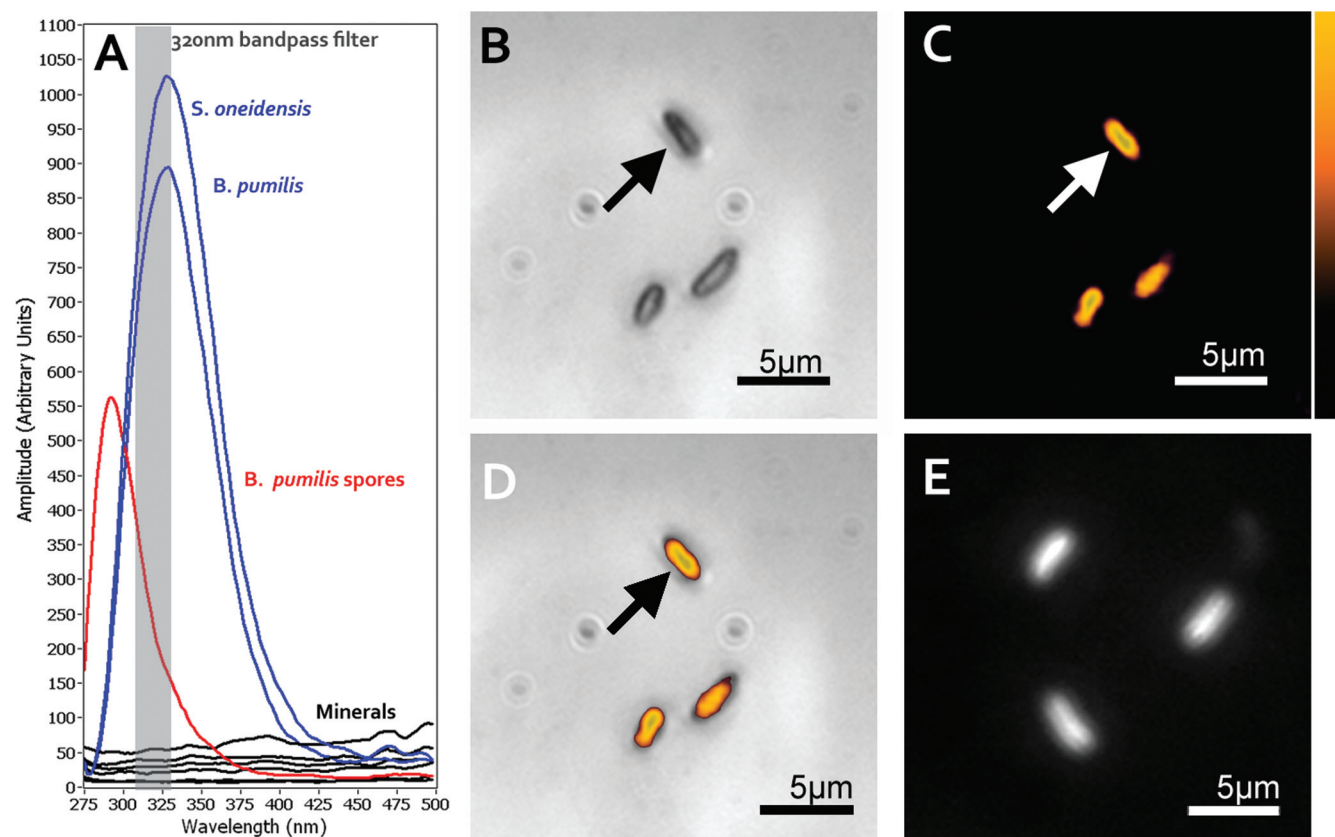 A
320nm bandpass filter
S. oneidensis
B. pumilis
B. pumilis spores
Minerals
1100
1050
1000
950
900
850
800
750
700
650
600
550
500
450
400
350
300
250
200
150
100
50
0
275 300 325 350 375 400 425 450 475 500
Amplitude (Arbitrary Units)
Wavelength (nm)
B
5µm
C
5µm
D
5µm
E
5µm